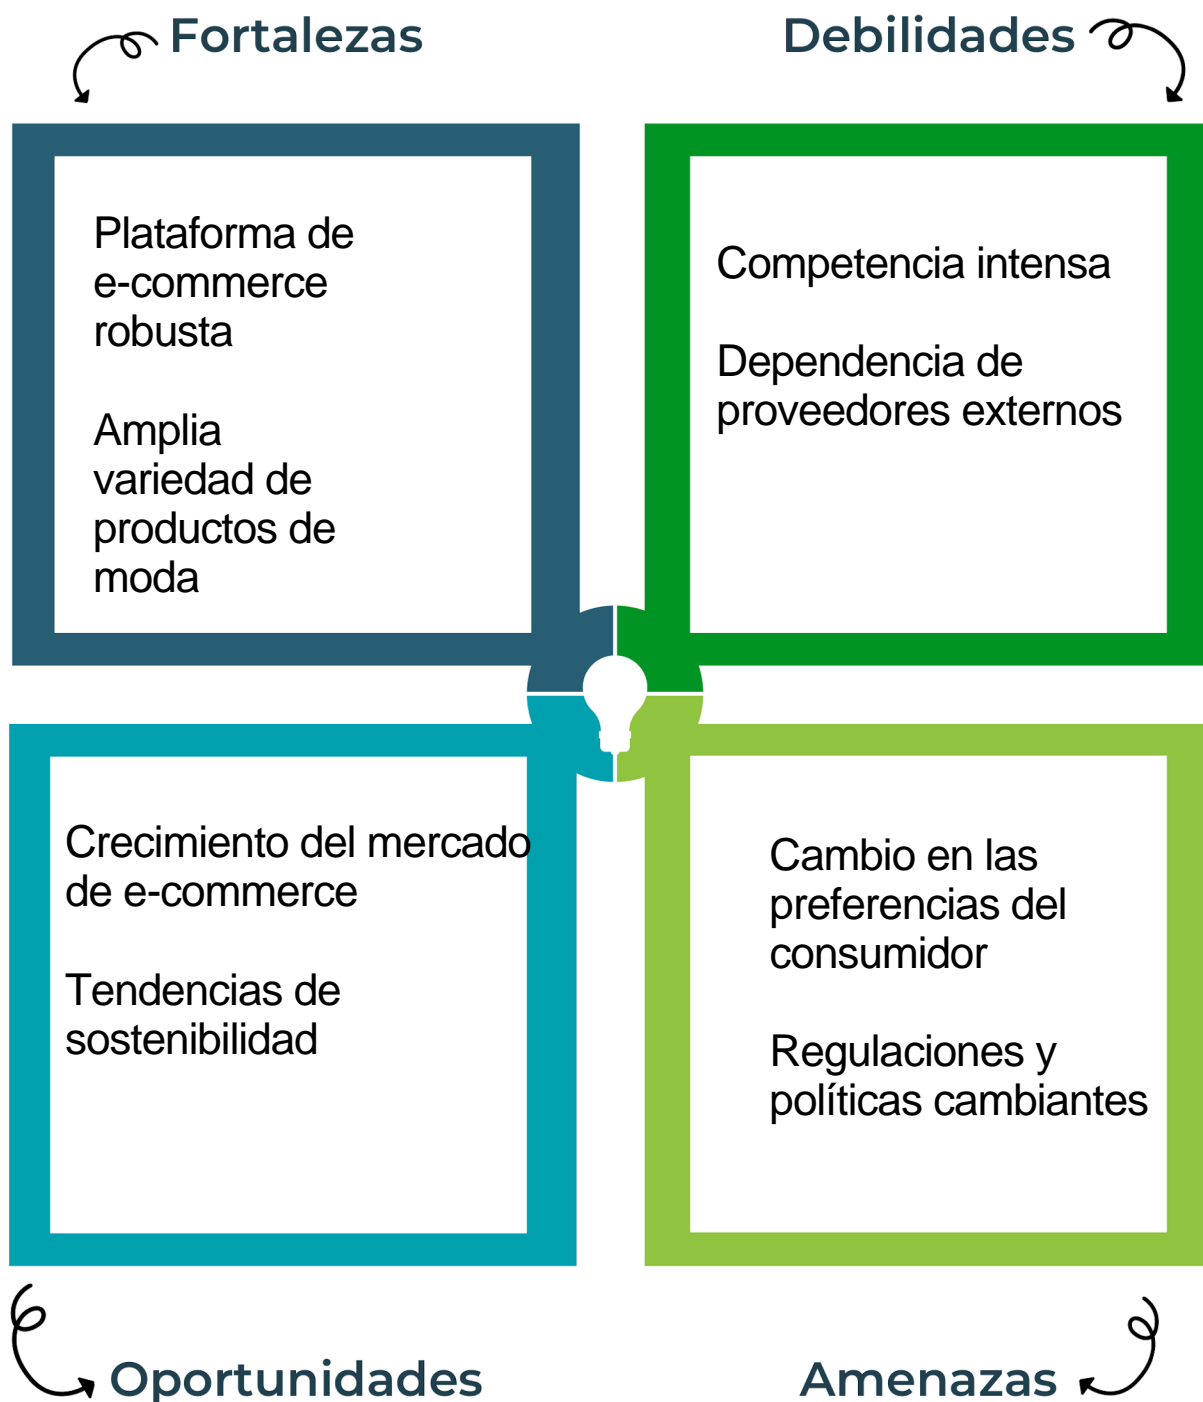 Fortalezas
Plataforma de
e-commerce
robusta
Amplia
variedad de
productos de
moda
Debilidades
Competencia intensa
Dependencia de
proveedores externos
Crecimiento del mercado
de e-commerce
Tendencias de
sostenibilidad
Oportunidades
Cambio en las
preferencias del
consumidor
Regulaciones y
políticas cambiantes
Amenazas